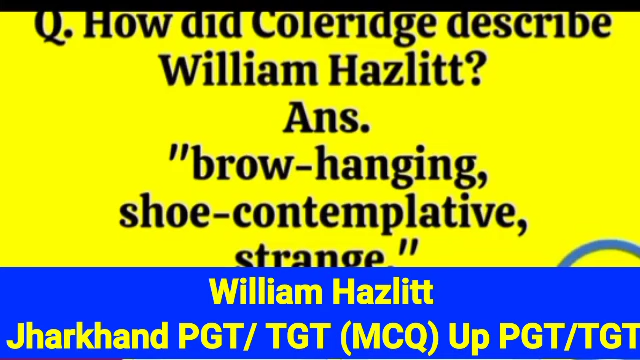 Q. How did Coleridge describe
William Hazlitt?
Ans.
"brow-hanging,
shoe-contemplative,
strange."
William Hazlitt
Jharkhand PGT/ TGT (MCQ) Up PGT/TGT